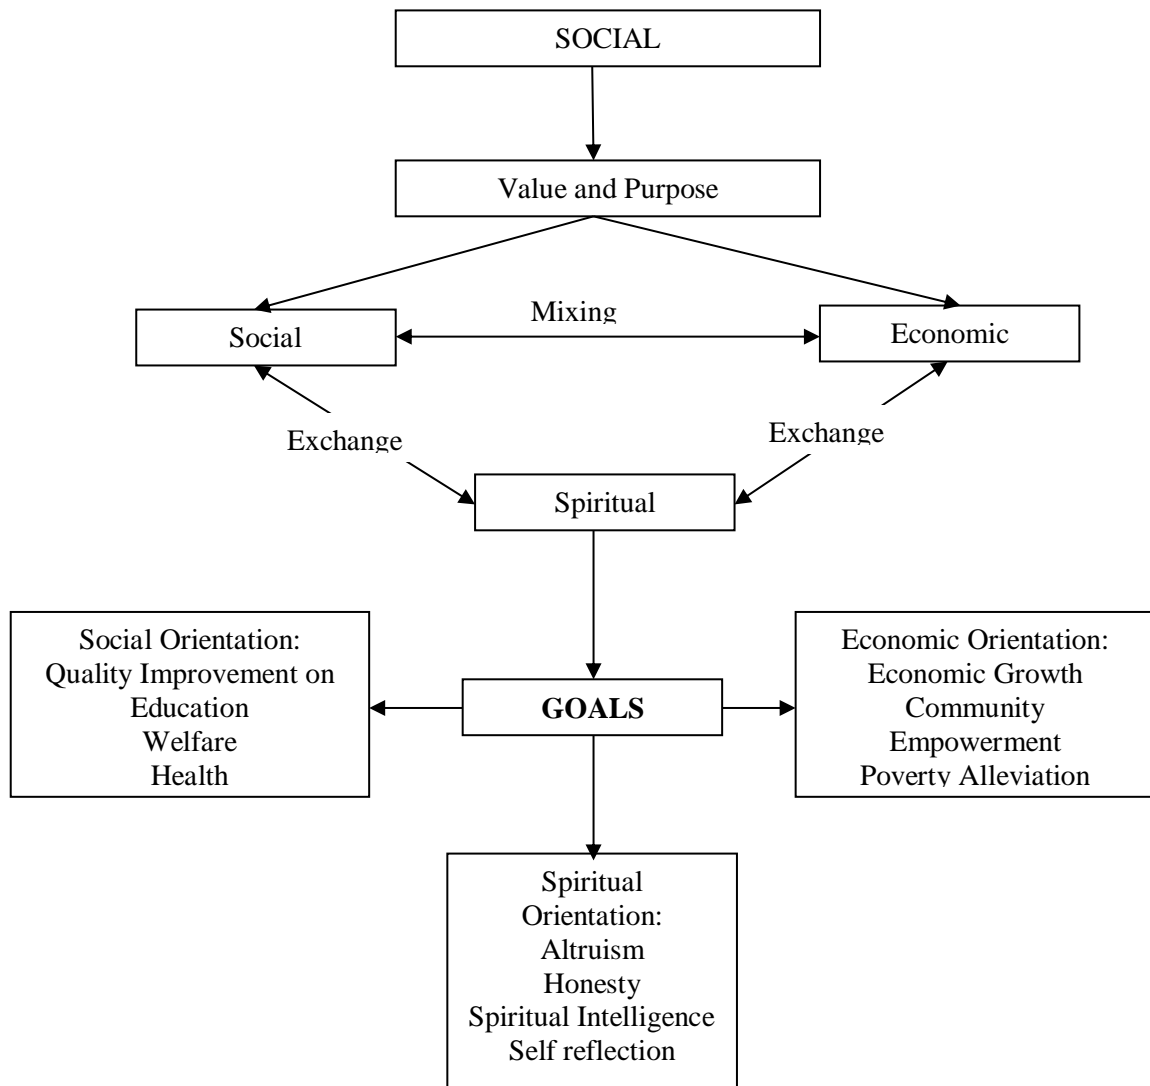 SOCIAL
Value and Purpose
Mixing
Social
Economic
Exchange
Exchange
Spiritual
Social Orientation:
Quality Improvement on
Education
Welfare
Health
GOALS
Economic Orientation:
Economic Growth
Community
Empowerment
Poverty Alleviation
Spiritual
Orientation:
Altruism
Honesty
Spiritual Intelligence
Self reflection